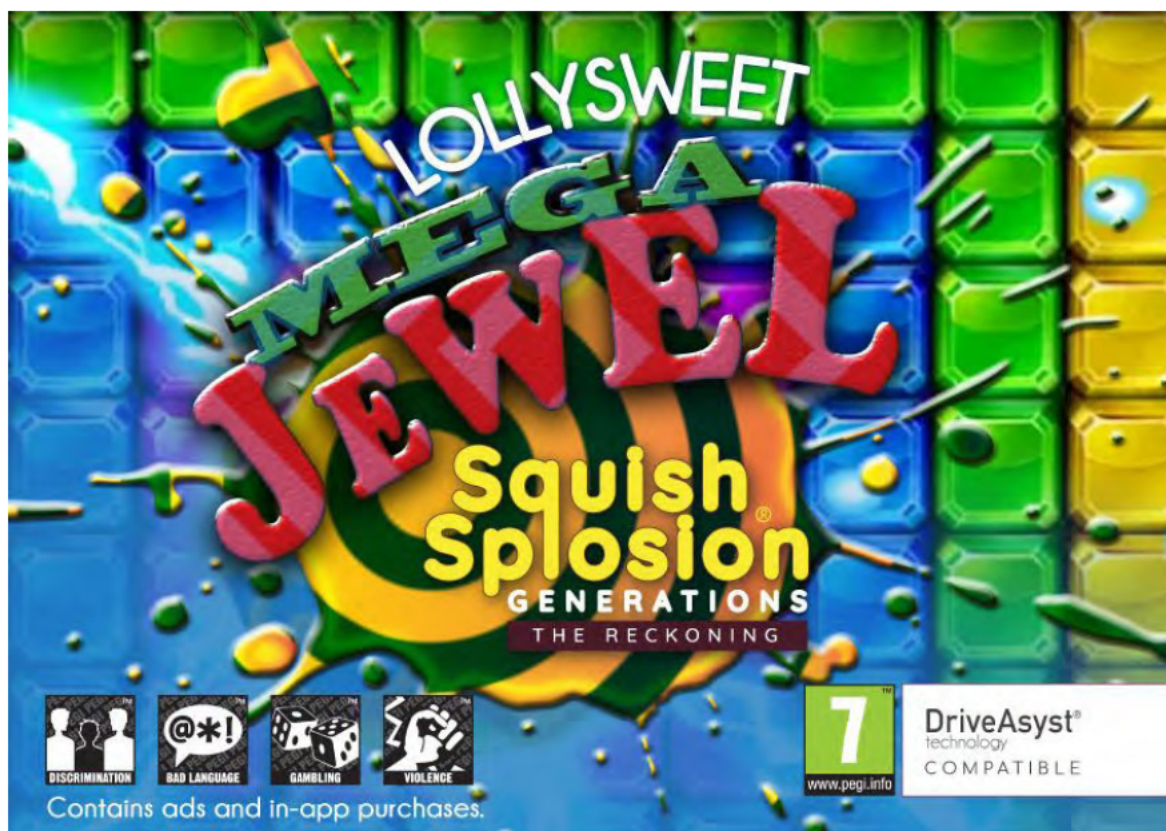 LOLLYSWEET
MEGA
JEWEL
Squish
Splosion®
GENERATIONS
THE RECKONING
DISCRIMINATION
@*!
BAD LANGUAGE
GAMBLING
VIOLENCE
7™
www.pegi.info
DriveAsyst®
technology
COMPATIBLE
Contains ads and in-app purchases.